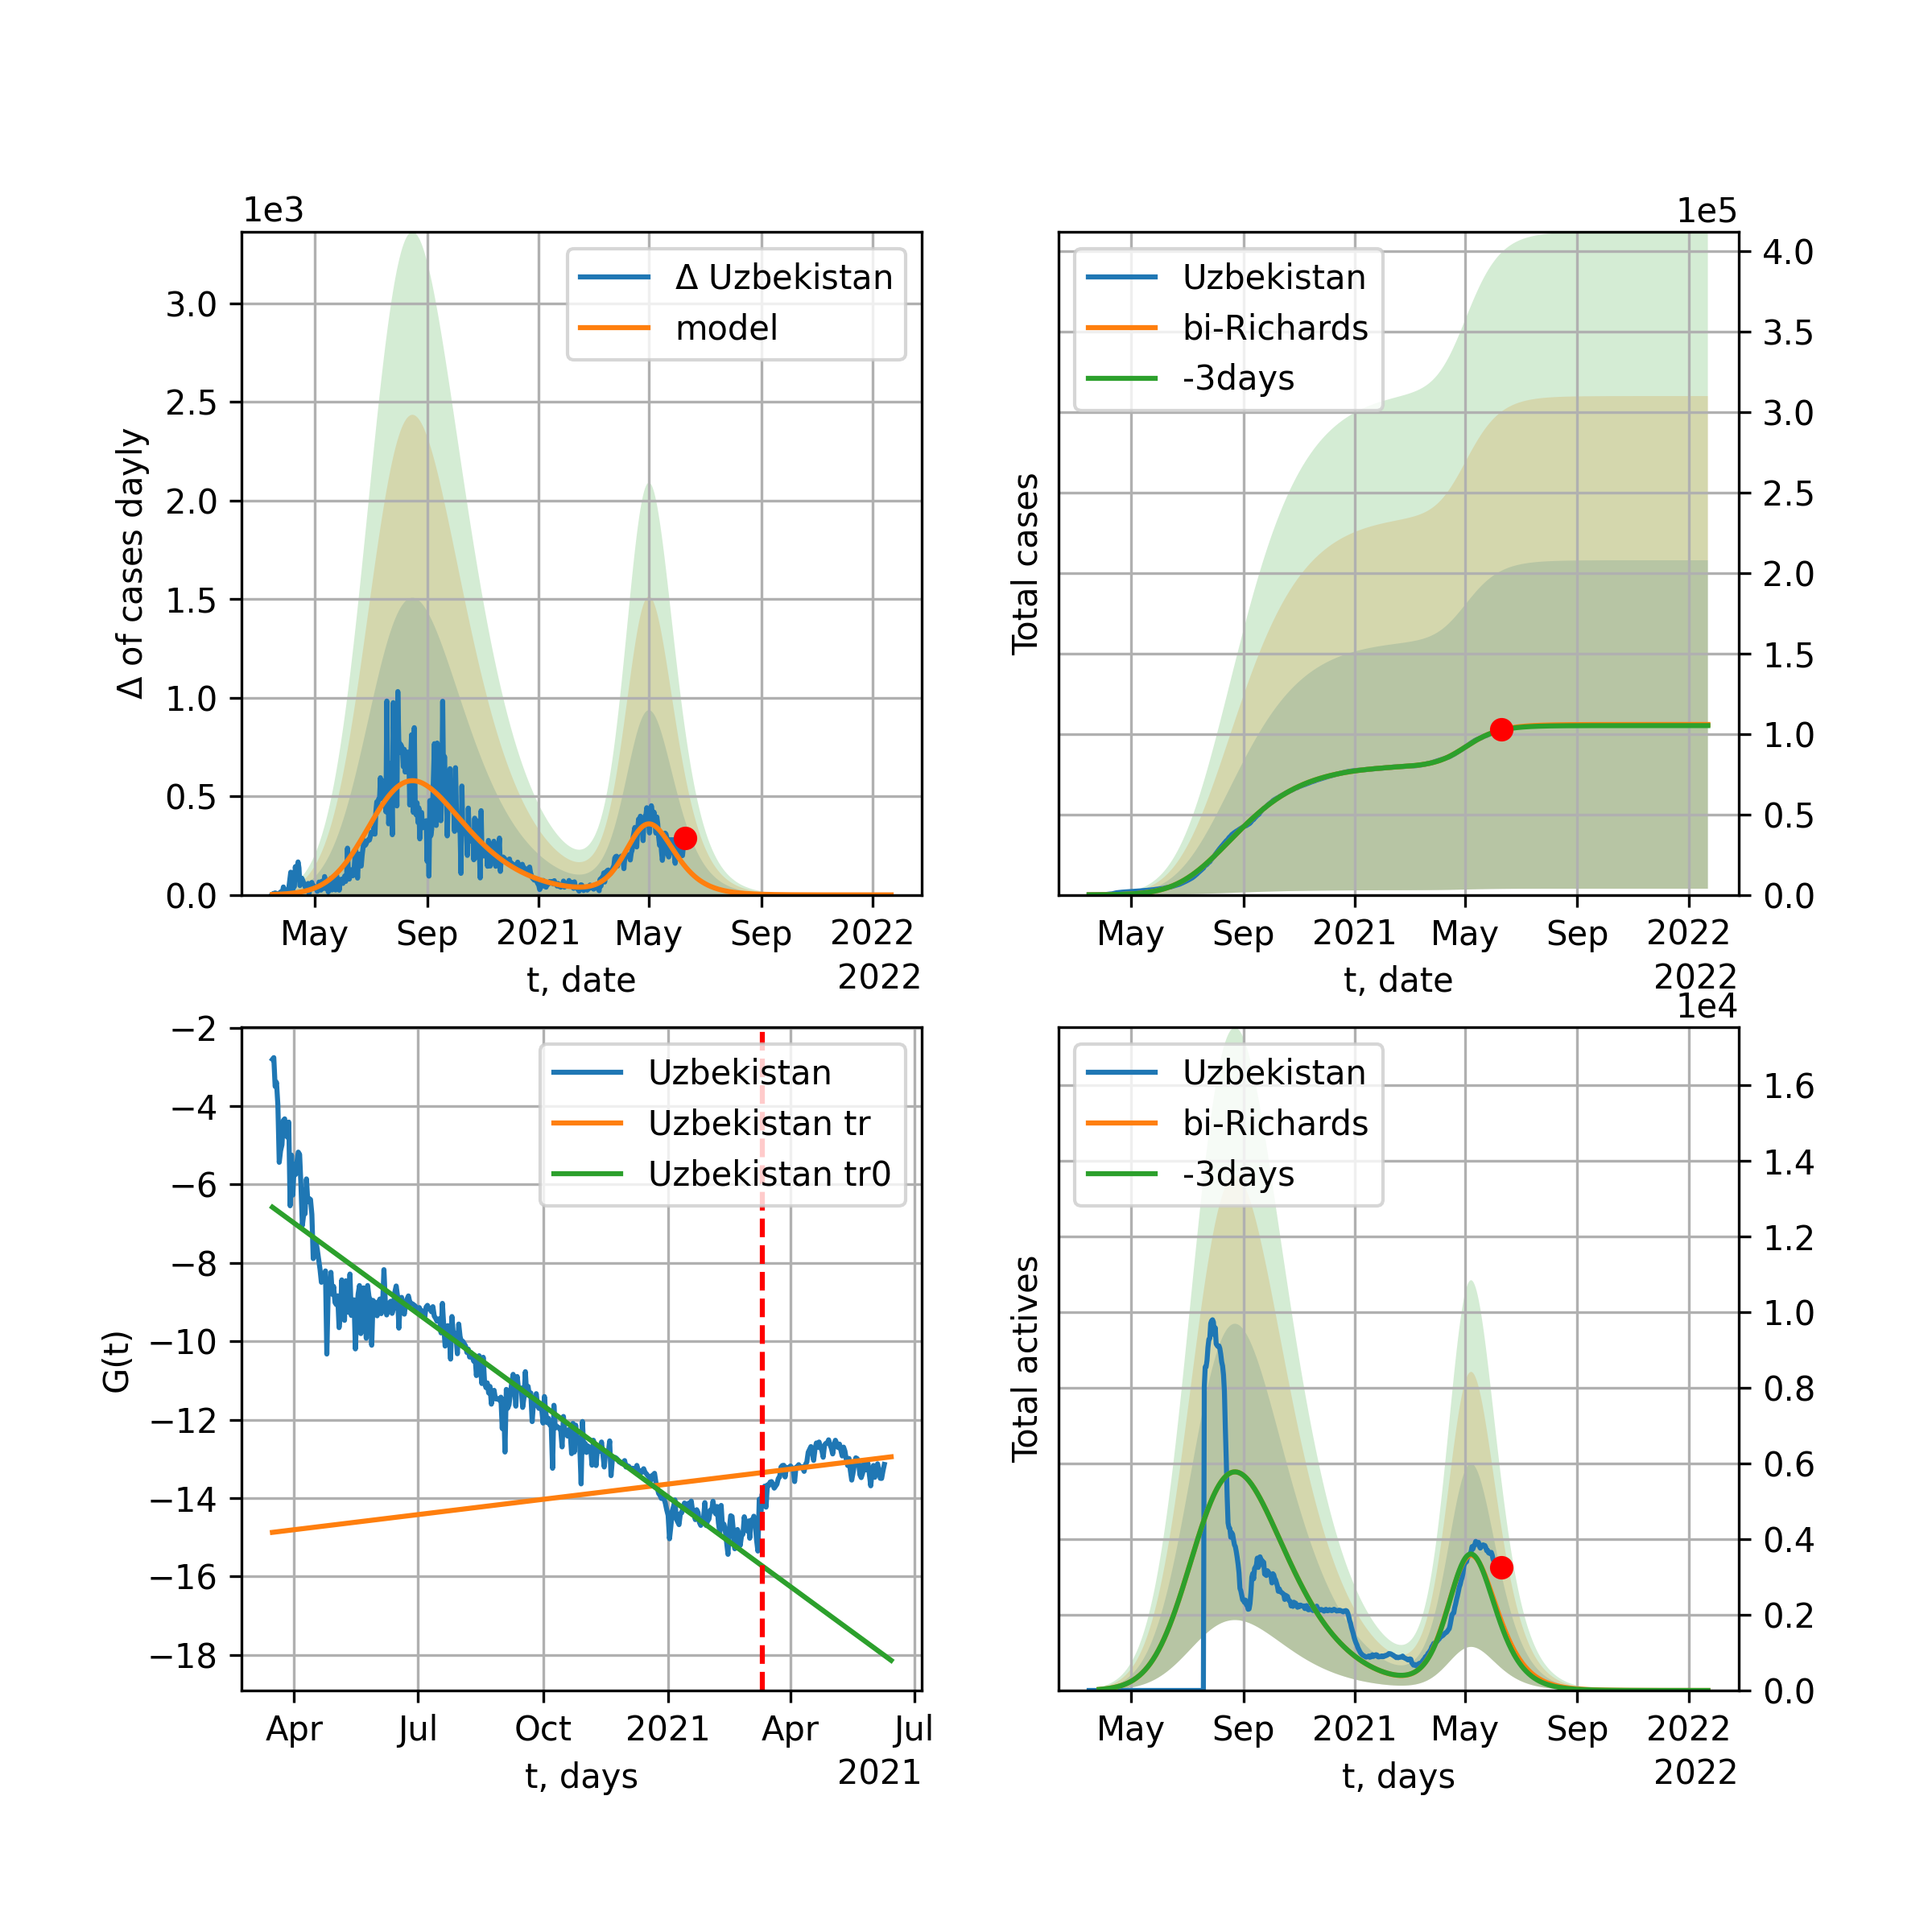 1e3
3.0
2.5
2.0
1.5
1.0
0.5
0.0
Δ of cases dayly
Δ Uzbekistan
model
May Sep 2021 May Sep 2022
t, date
2022
1e5
Uzbekistan
bi-Richards
-3days
Total cases
4.0
3.5
3.0
2.5
2.0
1.5
1.0
0.5
0.0
May Sep 2021 May Sep 2022
t, date
2022
−2
−4
−6
−8
−10
−12
−14
−16
−18
G(t)
Uzbekistan
Uzbekistan tr
Uzbekistan tr0
Apr Jul Oct 2021 Apr Jul
t, days
2021
1e4
Uzbekistan
bi-Richards
-3days
Total actives
1.6
1.4
1.2
1.0
0.8
0.6
0.4
0.2
0.0
May Sep 2021 May Sep 2022
t, days
2022